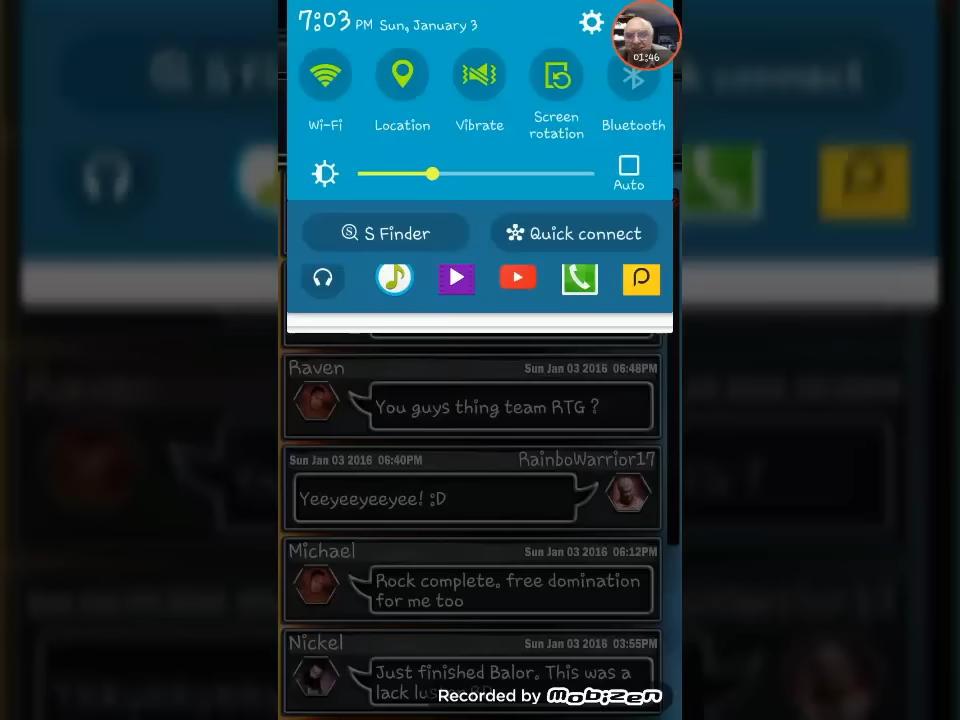 7:03 PM Sun, January 3
01:46
Wi-Fi
Location
Vibrate
Screen
rotation
Bluetooth
Auto
S Finder
Quick connect
Raven
Sun Jan 03 2016 06:48PM
You guys thing team RTG ?
Sun Jan 03 2016 06:40PM
RainboWarrior17
Yeeyeeyeeyee! :D
Michael
Sun Jan 03 2016 06:12PM
Rock complete. free domination
for me too
Nickel
Sun Jan 03 2016 03:55PM
Just finished Balor. This was a
lack
Recorded by Mobizen